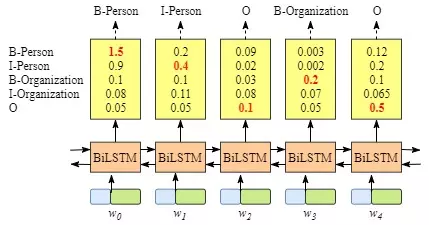 B-Person I-Person O B-Organization O
B-Person 1.5 0.2 0.09 0.003 0.12
I-Person 0.9 0.4 0.02 0.002 0.2
B-Organization 0.1 0.1 0.03 0.2 0.1
I-Organization 0.08 0.11 0.08 0.07 0.065
O 0.05 0.05 0.1 0.05 0.5
BiLSTM BiLSTM BiLSTM BiLSTM BiLSTM
w0 w1 w2 w3 w4